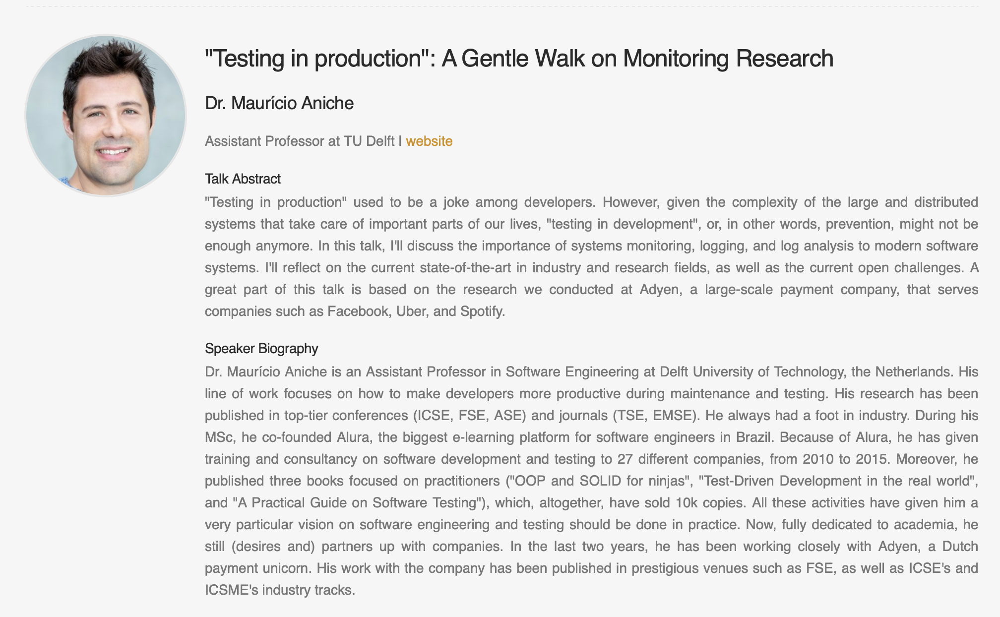 "Testing in production": A Gentle Walk on Monitoring Research
Dr. Maurício Aniche
Assistant Professor at TU Delft | website
Talk Abstract
"Testing in production" used to be a joke among developers. However, given the complexity of the large and distributed
systems that take care of important parts of our lives, "testing in development", or, in other words, prevention, might not be
enough anymore. In this talk, I'll discuss the importance of systems monitoring, logging, and log analysis to modern software
systems. I'll reflect on the current state-of-the-art in industry and research fields, as well as the current open challenges. A
great part of this talk is based on the research we conducted at Adyen, a large-scale payment company, that serves
companies such as Facebook, Uber, and Spotify.
Speaker Biography
Dr. Maurício Aniche is an Assistant Professor in Software Engineering at Delft University of Technology, the Netherlands. His
line of work focuses on how to make developers more productive during maintenance and testing. His research has been
published in top-tier conferences (ICSE, FSE, ASE) and journals (TSE, EMSE). He always had a foot in industry. During his
MSc, he co-founded Alura, the biggest e-learning platform for software engineers in Brazil. Because of Alura, he has given
training and consultancy on software development and testing to 27 different companies, from 2010 to 2015. Moreover, he
published three books focused on practitioners ("OOP and SOLID for ninjas", "Test-Driven Development in the real world",
and "A Practical Guide on Software Testing"), which, altogether, have sold 10k copies. All these activities have given him a
very particular vision on software engineering and testing should be done in practice. Now, fully dedicated to academia, he
still (desires and) partners up with companies. In the last two years, he has been working closely with Adyen, a Dutch
payment unicorn. His work with the company has been published in prestigious venues such as FSE, as well as ICSE's and
ICSME's industry tracks.